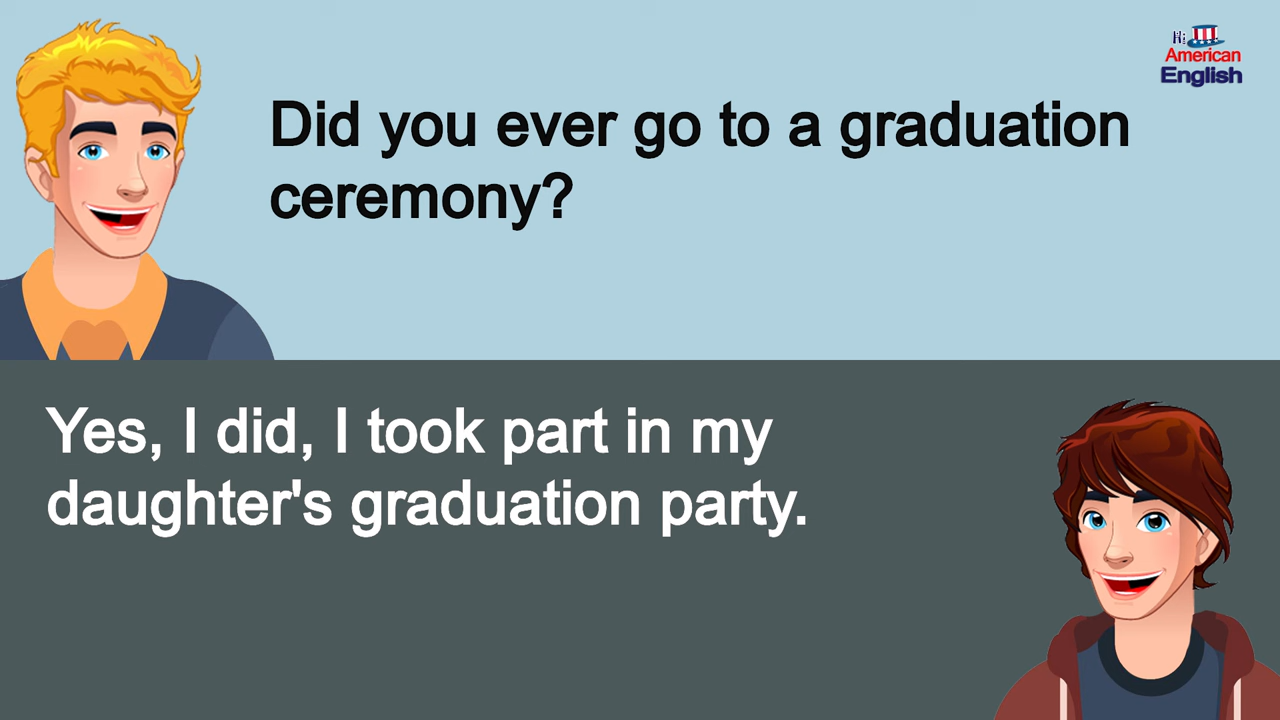 Hi
American
English
Did you ever go to a graduation
ceremony?
Yes, I did, I took part in my
daughter's graduation party.